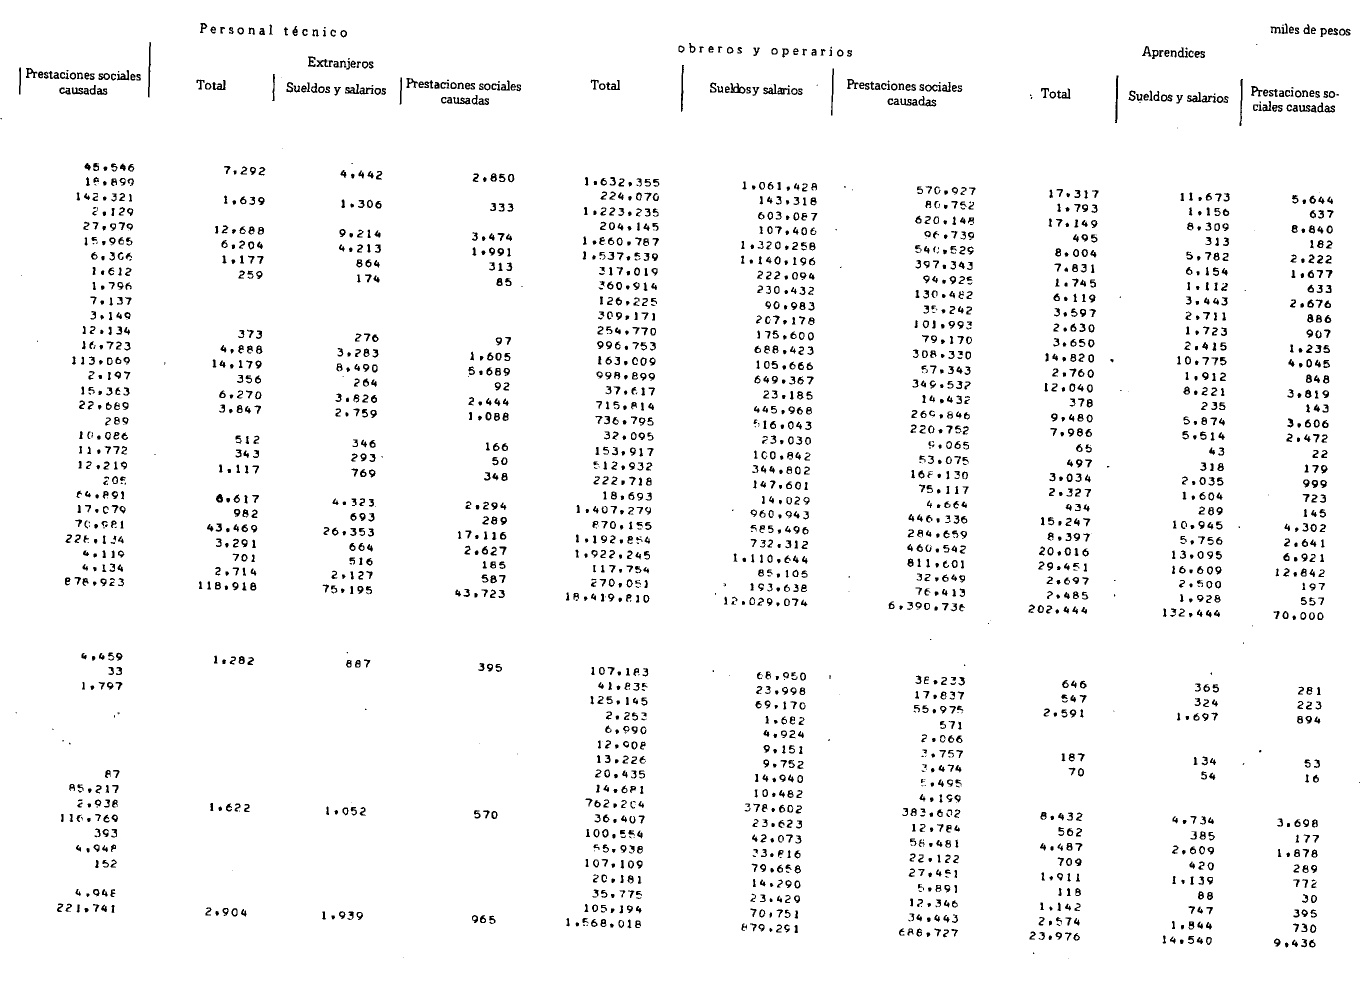 Personal técnico
miles de pesos
Extranjeros
obreros y operarios
Aprendices
Prestaciones sociales causadas Total Sueldos y salarios Prestaciones sociales causadas Total Sueldos y salarios Prestaciones sociales causadas Total Sueldos y salarios Prestaciones so-ciales causadas
45.546 7.292 4.442 2.850 1.632.355 1.061.428 570.927 17.317 11.673 5.644
18.899 224.070 143.318 80.752 1.793 1.156 637
142.321 1.639 1.306 333 1.223.235 603.087 620.148 17.149 8.309 8.840
2.129 204.145 107.406 96.739 495 313 182
27.979 12.688 9.214 3.474 1.860.787 1.320.258 540.529 8.004 5.782 2.222
15.965 6.204 4.213 1.991 1.537.539 1.140.196 397.343 7.831 6.154 1.677
6.306 1.177 864 313 317.019 222.094 94.925 1.745 1.112 633
1.612 259 174 85 360.914 230.432 130.482 6.119 3.443 2.676
1.796 126.225 90.983 35.242 3.597 2.711 886
7.137 309.171 207.178 101.993 2.630 1.723 907
3.149 254.770 175.600 79.170 3.650 2.415 1.235
12.134 373 276 97 996.753 688.423 308.330 14.820 10.775 4.045
16.723 4.888 3.283 1.605 163.009 105.666 57.343 2.760 1.912 848
113.069 14.179 8.490 5.689 998.899 649.367 349.532 12.040 8.221 3.819
2.197 356 264 92 37.617 23.185 14.432 378 235 143
15.363 6.270 3.826 2.444 715.814 445.968 269.846 9.480 5.874 3.606
22.689 3.847 2.759 1.088 736.795 516.043 220.752 7.986 5.514 2.472
289 32.095 23.030 9.065 65 43 22
10.086 512 346 166 153.917 100.842 53.075 497 318 179
11.772 343 293 50 512.932 344.802 168.130 3.034 2.035 999
12.219 1.117 769 348 222.718 147.601 75.117 2.327 1.604 723
205 18.693 14.029 4.664 434 289 145
64.891 6.617 4.323 2.294 1.407.279 960.943 446.336 15.247 10.945 4.302
17.079 982 693 289 870.155 585.496 284.659 8.397 5.756 2.641
70.981 43.469 26.353 17.116 1.192.854 732.312 460.542 20.016 13.095 6.921
228.134 3.291 664 2.627 1.922.245 1.110.644 811.601 29.451 16.609 12.842
4.119 701 516 185 117.754 85.105 32.649 2.697 2.500 197
4.134 2.714 2.127 587 270.051 193.638 76.413 2.485 1.928 557
878.923 118.918 75.195 43.723 18.419.810 12.029.074 6.390.736 202.444 132.444 70.000
4.459 1.282 887 395 107.183 68.950 38.233 646 365 281
33 41.835 23.998 17.837 547 324 223
1.797 125.145 69.170 55.975 2.591 1.697 894
2.253 1.682 571
6.990 4.924 2.066
12.908 9.151 3.757 187 134 53
13.226 9.752 3.474 70 54 16
20.435 14.940 5.495
87 14.681 10.482 4.199
85.217 762.204 378.602 383.602 8.432 4.734 3.698
2.938 1.622 1.052 570 36.407 23.623 12.784 562 385 177
116.769 100.554 42.073 58.481 4.487 2.609 1.878
393 55.938 33.816 22.122 709 420 289
4.948 107.109 79.658 27.451 1.911 1.139 772
152 20.181 14.290 5.891 118 88 30
35.775 23.429 12.346 1.142 747 395
4.948 105.194 70.751 34.443 2.574 1.844 730
221.741 2.904 1.939 965 1.568.018 879.291 688.727 23.976 14.540 9.436